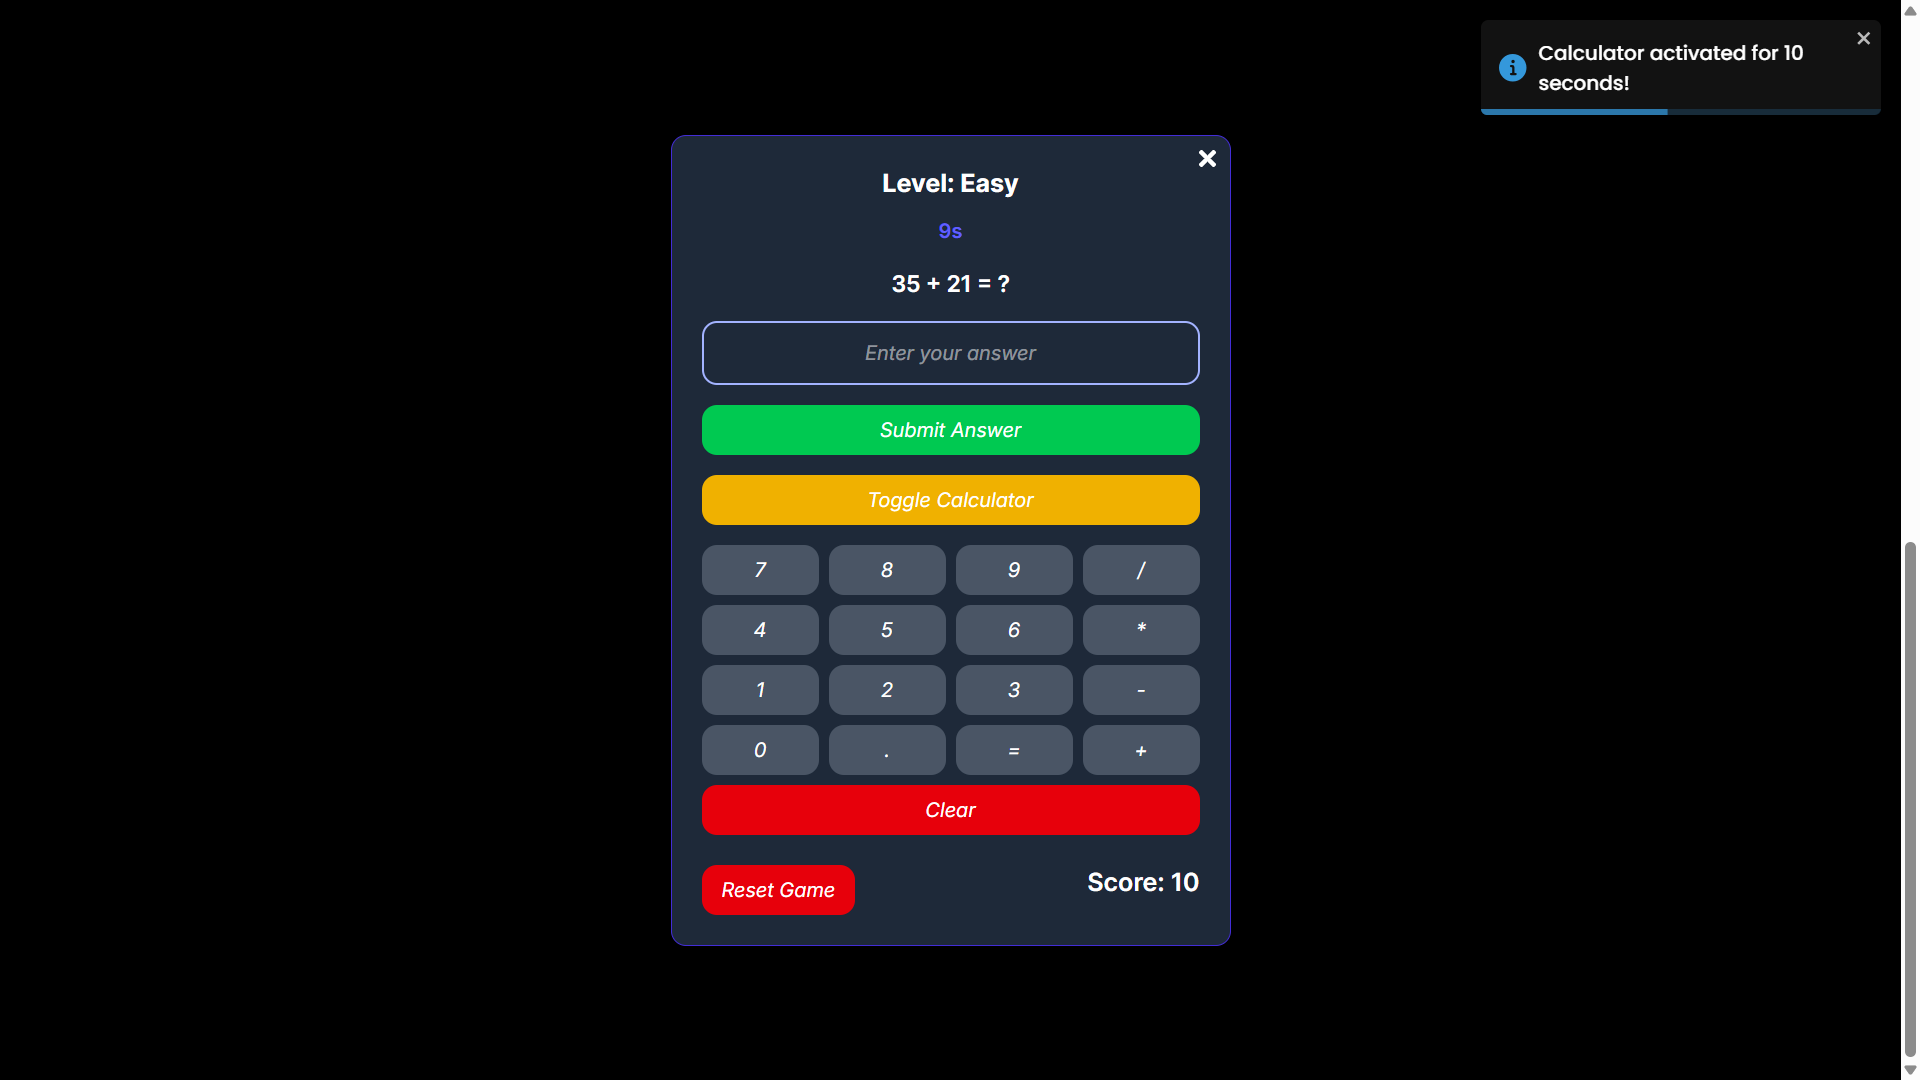 Calculator activated for 10
seconds!
Level: Easy
9s
35 + 21 = ?
Enter your answer
Submit Answer
Toggle Calculator
7 8 9 /
4 5 6 *
1 2 3 -
0 . = +
Clear
Reset Game
Score: 10